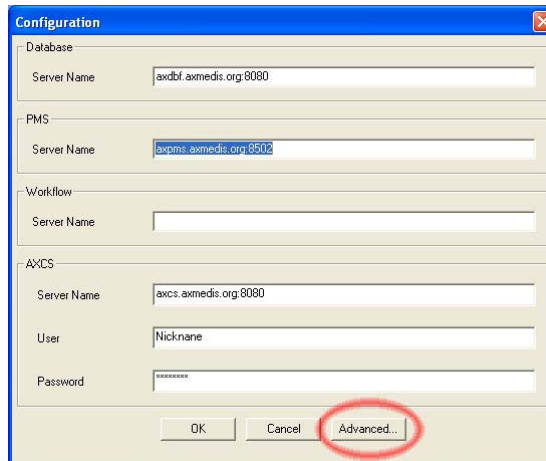 Configuration
Database
Server Name axdbf.axmedis.org:8080
PMS
Server Name axpms.axmedis.org:8502
Workflow
Server Name
AXCS
Server Name axcs.axmedis.org:8080
User Nicknane
Password ********
OK Cancel Advanced...